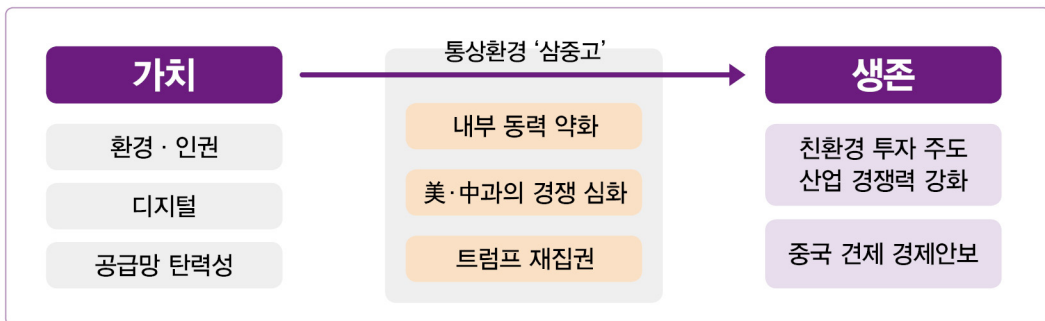 가치
환경 · 인권
디지털
공급망 탄력성
통상환경 ‘삼중고’
내부 동력 약화
美·中과의 경쟁 심화
트럼프 재집권
생존
친환경 투자 주도
산업 경쟁력 강화
중국 견제 경제안보